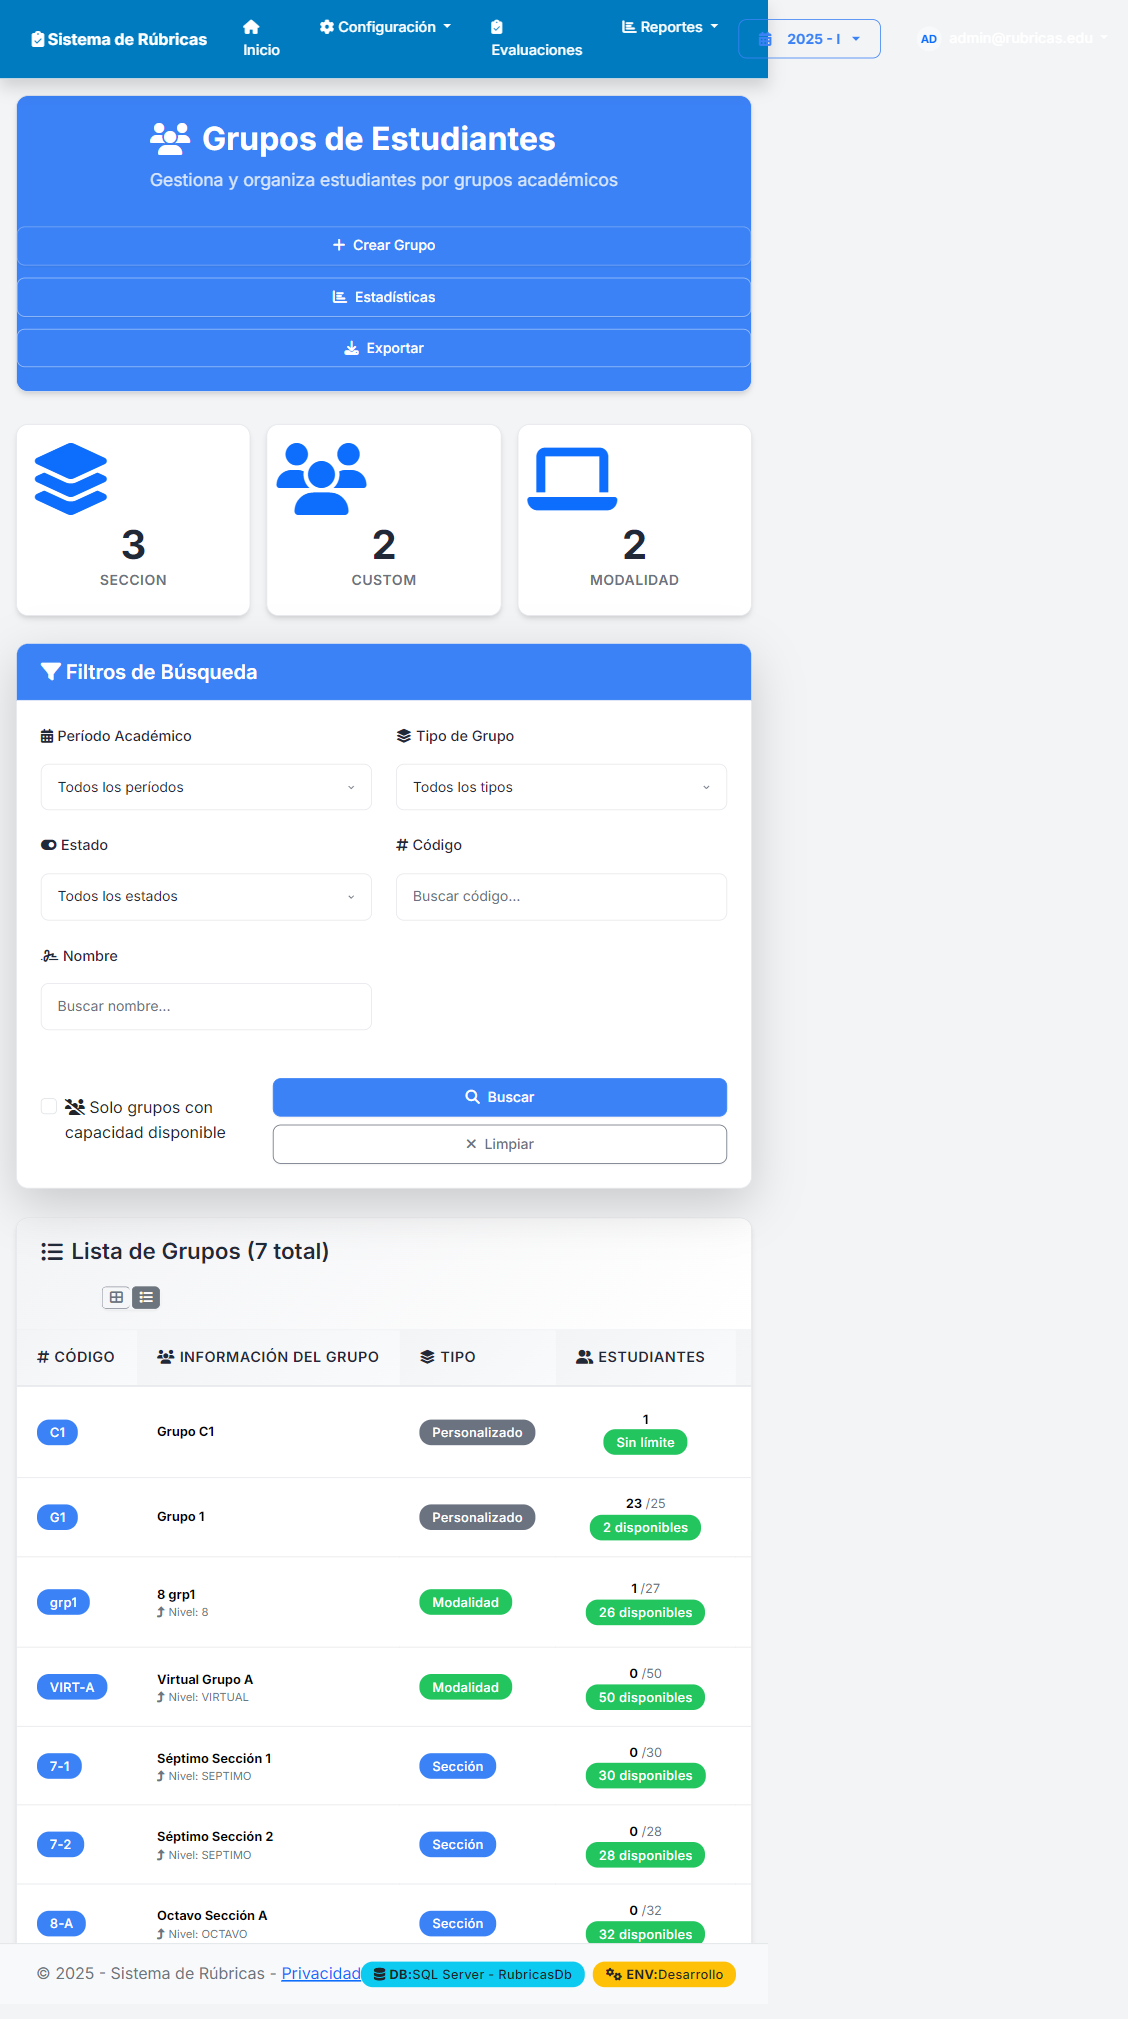 Sistema de Rúbricas
Inicio
Configuración
Evaluaciones
Reportes
2025 - I
AD
admin@rubricas.edu
Grupos de Estudiantes
Gestiona y organiza estudiantes por grupos académicos
Crear Grupo
Estadísticas
Exportar
3
SECCION
2
CUSTOM
2
MODALIDAD
Filtros de Búsqueda
Período Académico
Tipo de Grupo
Todos los períodos
Todos los tipos
Estado
Código
Todos los estados
Buscar código...
Nombre
Buscar nombre...
Solo grupos con
capacidad disponible
Buscar
Limpiar
Lista de Grupos (7 total)
CÓDIGO INFORMACIÓN DEL GRUPO TIPO ESTUDIANTES
C1 Grupo C1 Personalizado 1
Sin límite
G1 Grupo 1 Personalizado 23 /25
2 disponibles
grp1 8 grp1 Modalidad 1 /27
Nivel: 8 26 disponibles
VIRT-A Virtual Grupo A Modalidad 0 /50
Nivel: VIRTUAL 50 disponibles
7-1 Séptimo Sección 1 Sección 0 /30
Nivel: SEPTIMO 30 disponibles
7-2 Séptimo Sección 2 Sección 0 /28
Nivel: SEPTIMO 28 disponibles
8-A Octavo Sección A Sección 0 /32
Nivel: OCTAVO 32 disponibles
© 2025 - Sistema de Rúbricas - Privacidad DB:SQL Server - RubricasDb ENV:Desarrollo